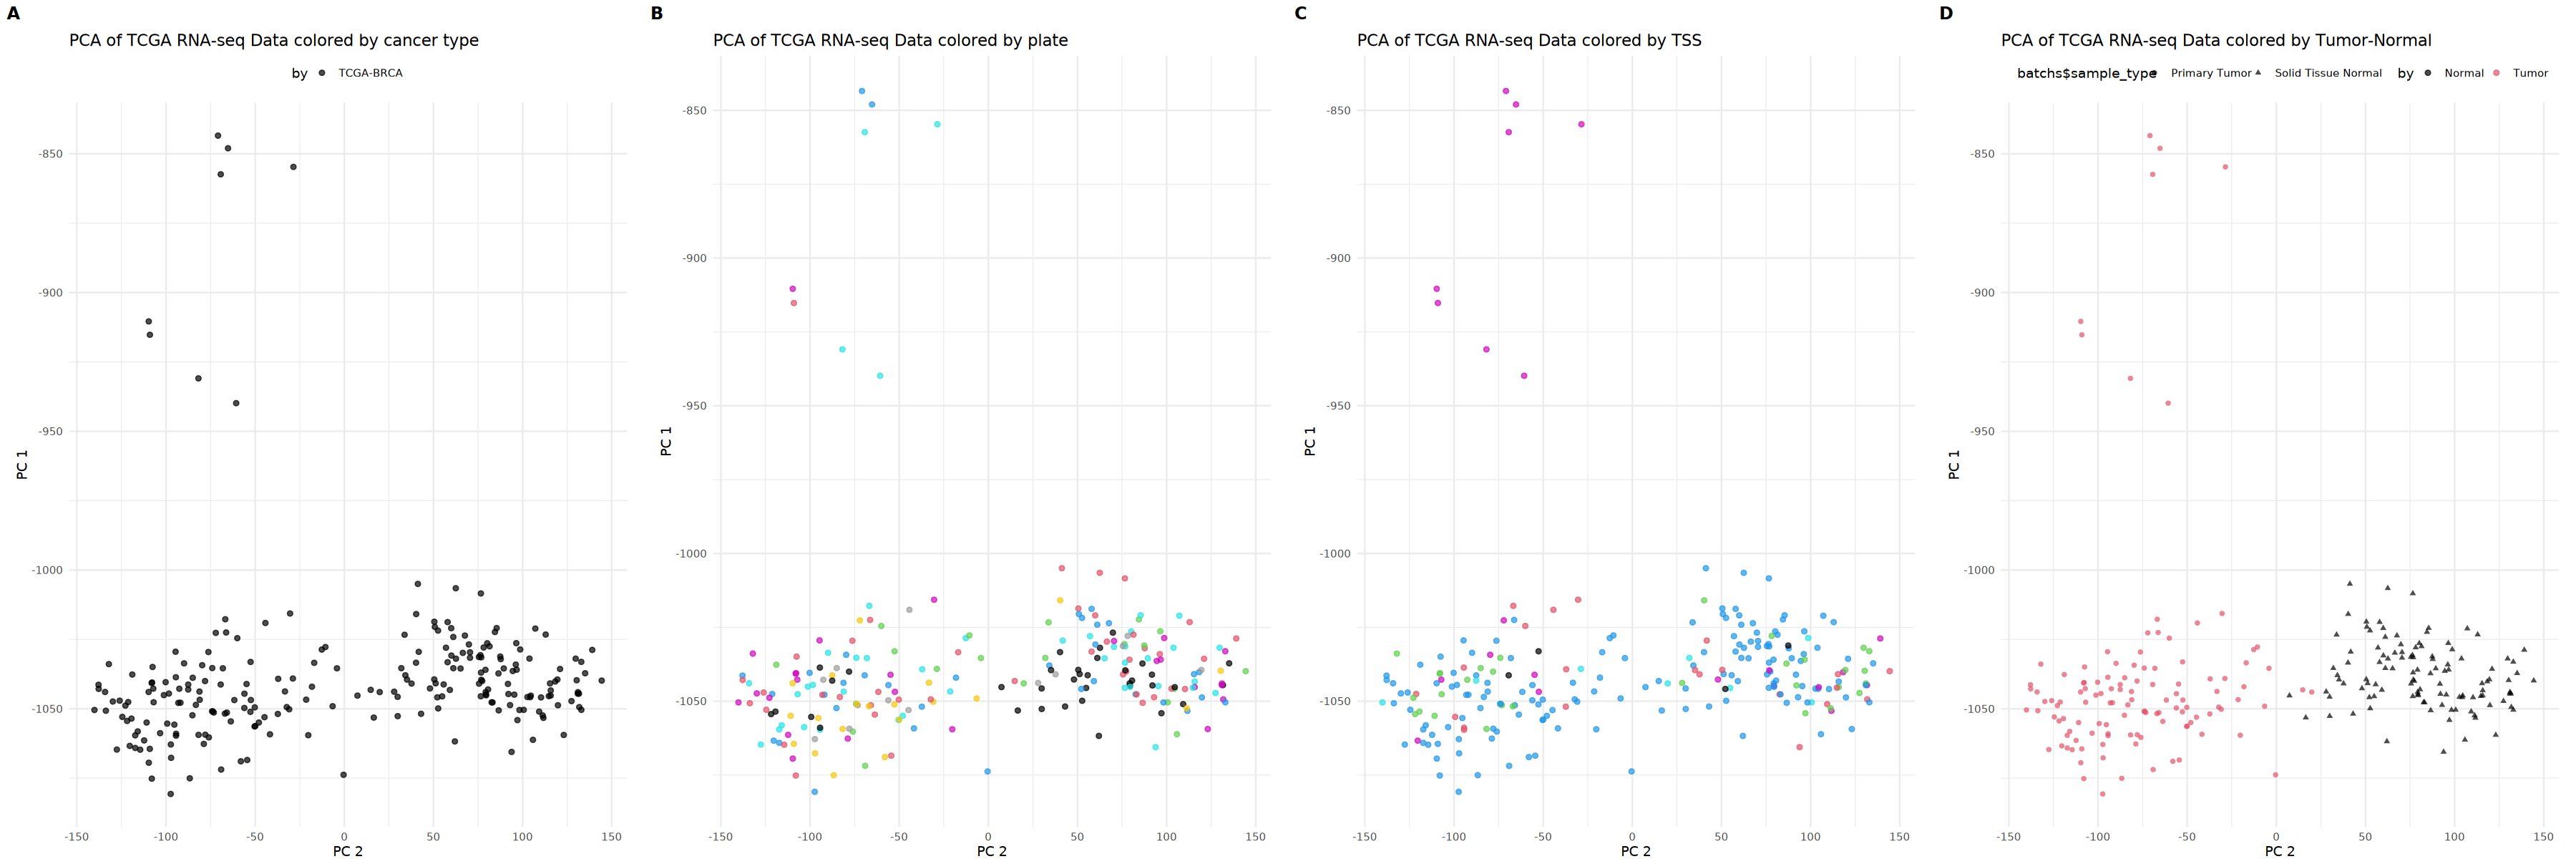 A
PCA of TCGA RNA-seq Data colored by cancer type
by TCGA-BRCA
-850
-900
-950
-1000
-1050
PC 1
-150 -100 -50 0 50 100 150
PC 2
B
PCA of TCGA RNA-seq Data colored by plate
-850
-900
-950
-1000
-1050
PC 1
-150 -100 -50 0 50 100 150
PC 2
C
PCA of TCGA RNA-seq Data colored by TSS
-850
-900
-950
-1000
-1050
PC 1
-150 -100 -50 0 50 100 150
PC 2
D
PCA of TCGA RNA-seq Data colored by Tumor-Normal
batchs$sample_type Primary Tumor Solid Tissue Normal by Normal Tumor
-850
-900
-950
-1000
-1050
PC 1
-150 -100 -50 0 50 100 150
PC 2